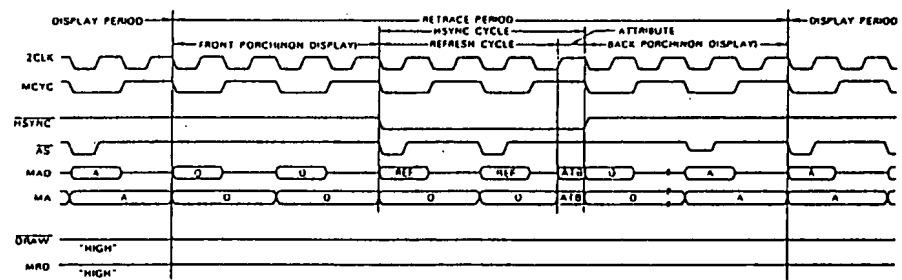 DISPLAY PERIOD RETRACE PERIOD DISPLAY PERIOD
HSYNC CYCLE ATTRIBUTE
FRONT PORCH(NON DISPLAY) REFRESH CYCLE BACK PORCH(NON DISPLAY)
2CLK
MCYC
HSYNC
AS
MAD A O O REF REF ATB O A A
MA A O O O O ATB O A A
DRAW "HIGH"
MRD "HIGH"